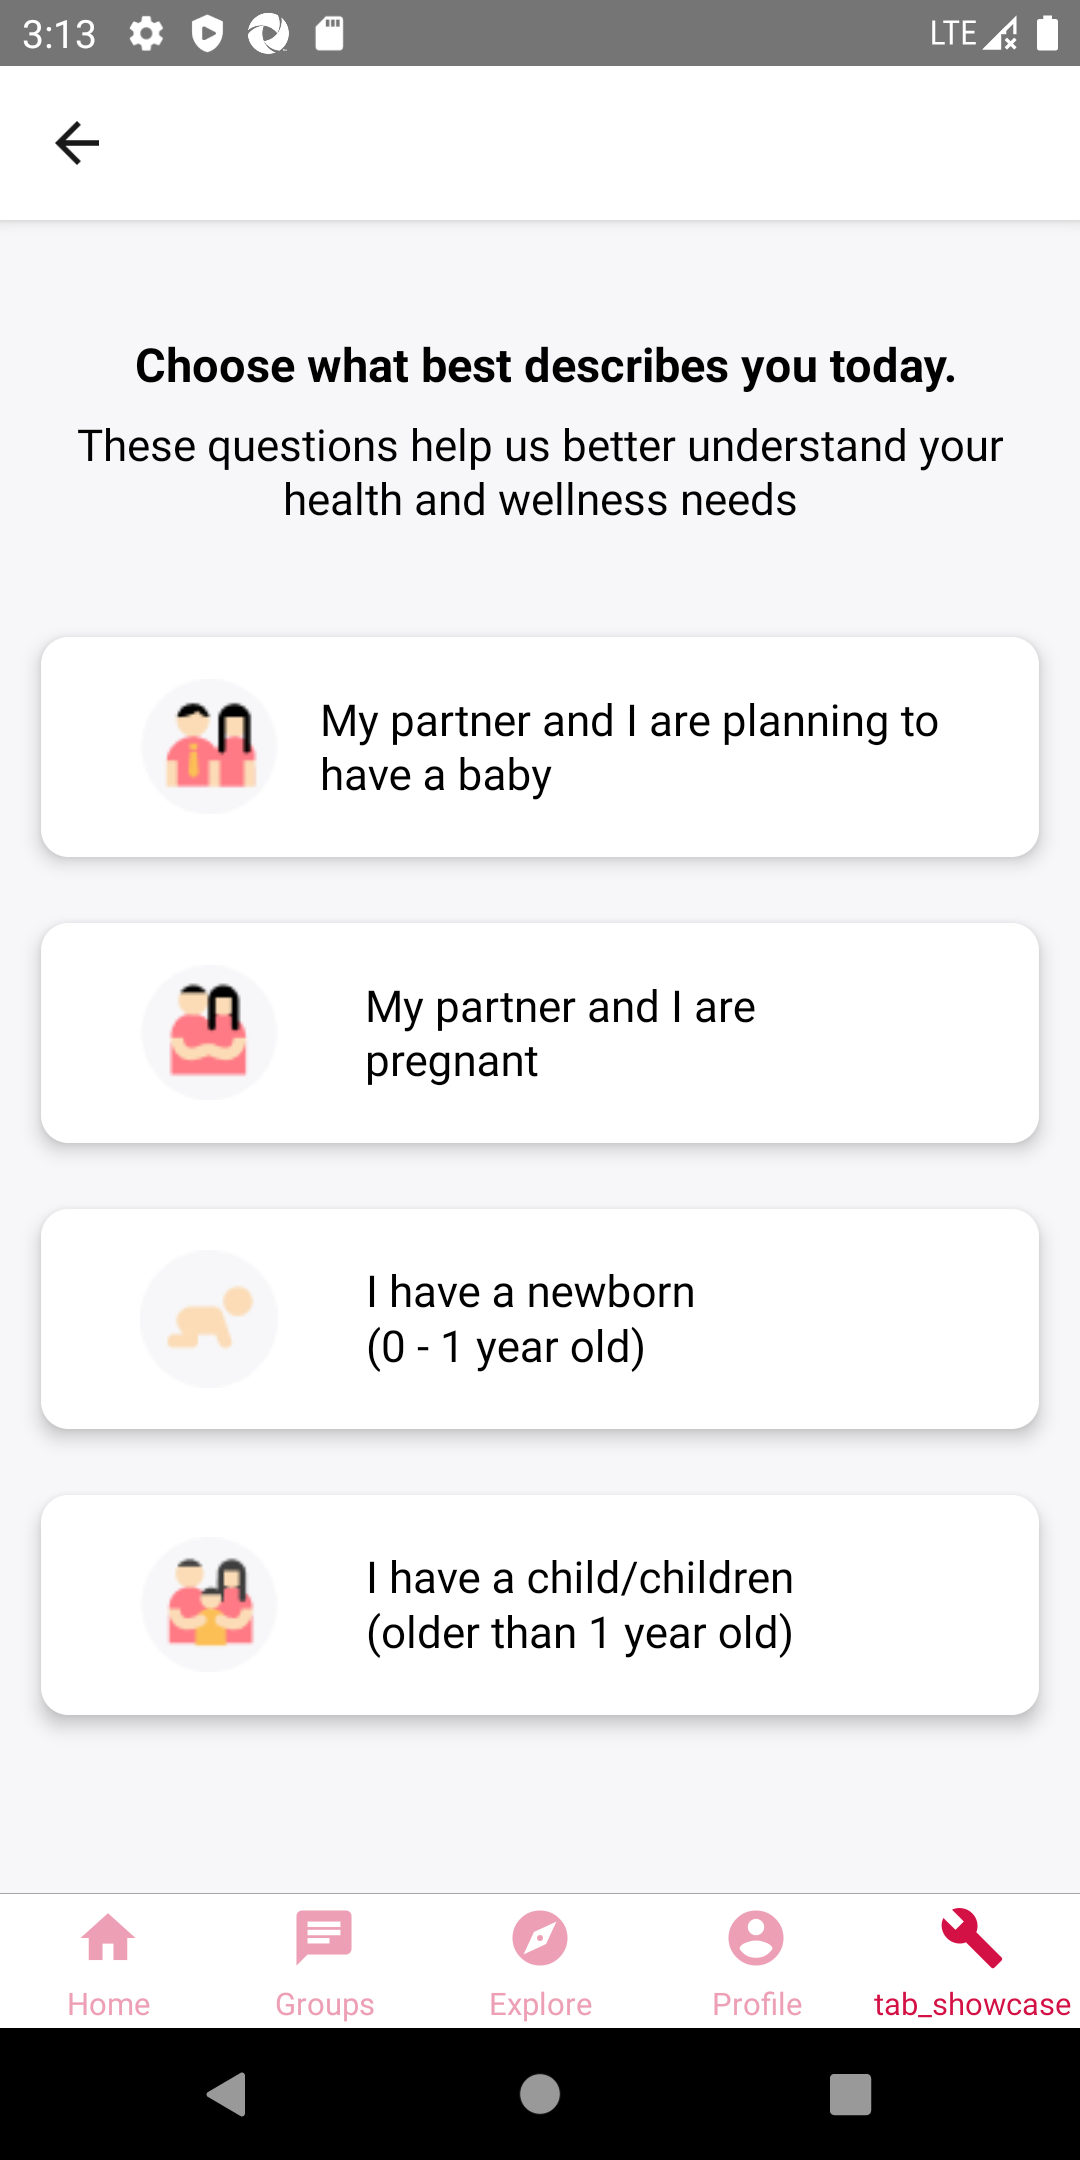 3:13
LTE
Choose what best describes you today.
These questions help us better understand your
health and wellness needs
My partner and I are planning to
have a baby
My partner and I are
pregnant
I have a newborn
(0 - 1 year old)
I have a child/children
(older than 1 year old)
Home
Groups
Explore
Profile
tab_showcase